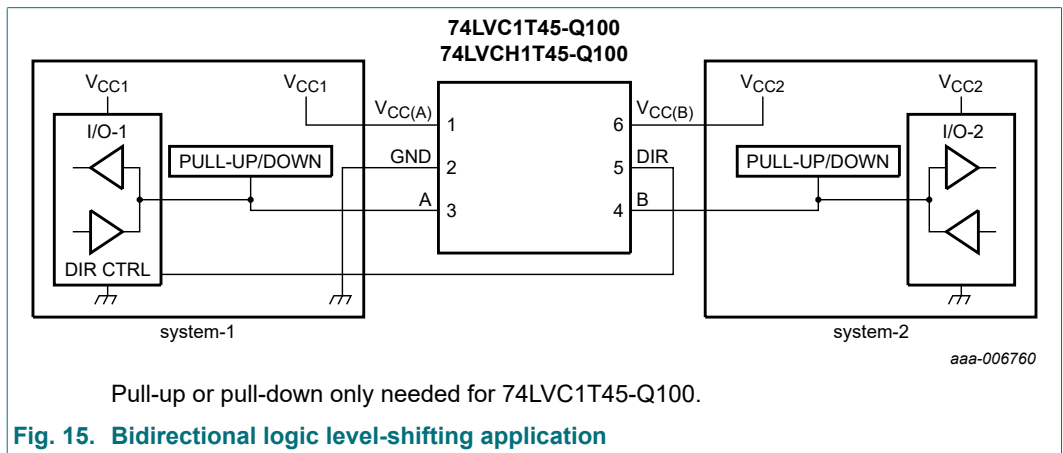 74LVC1T45-Q100
74LVCH1T45-Q100
VCC1
VCC1
VCC(A)
1
6
VCC(B)
VCC2
VCC2
I/O-1
PULL-UP/DOWN
GND
2
5
DIR
PULL-UP/DOWN
I/O-2
A
3
4
B
DIR CTRL
system-1
system-2
aaa-006760
Pull-up or pull-down only needed for 74LVC1T45-Q100.
Fig. 15. Bidirectional logic level-shifting application